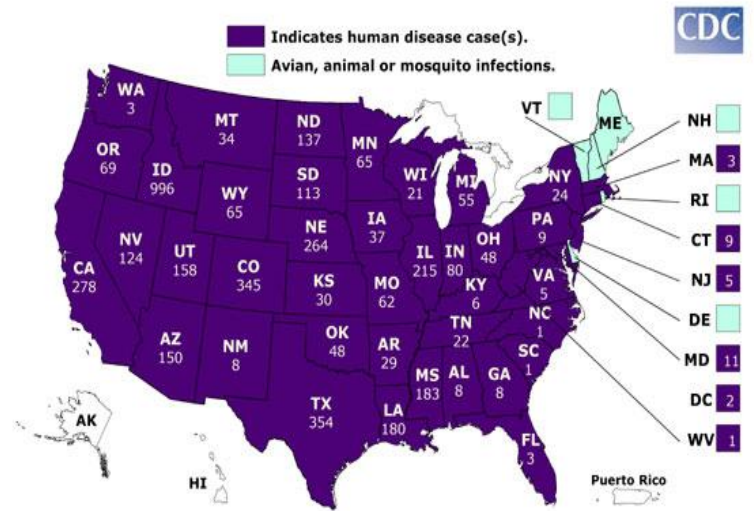 CDC
Indicates human disease case(s).
Avian, animal or mosquito infections.
WA
3
MT
34
ND
137
MN
65
VT
ME
NH
OR
69
ID
996
SD
113
WI
21
MI
55
NY
24
MA 3
WY
65
RI
NE
264
IA
37
PA
9
CT 9
NV
124
UT
158
CO
345
IL
215
IN
80
OH
48
NJ 5
CA
278
KS
30
MO
62
KY
6
VA
5
DE
NC
1
MD 11
AZ
150
NM
8
OK
48
AR
29
TN
22
SC
1
DC 2
MS
183
AL
8
GA
8
WV 1
TX
354
LA
180
FL
3
AK
HI
Puerto Rico